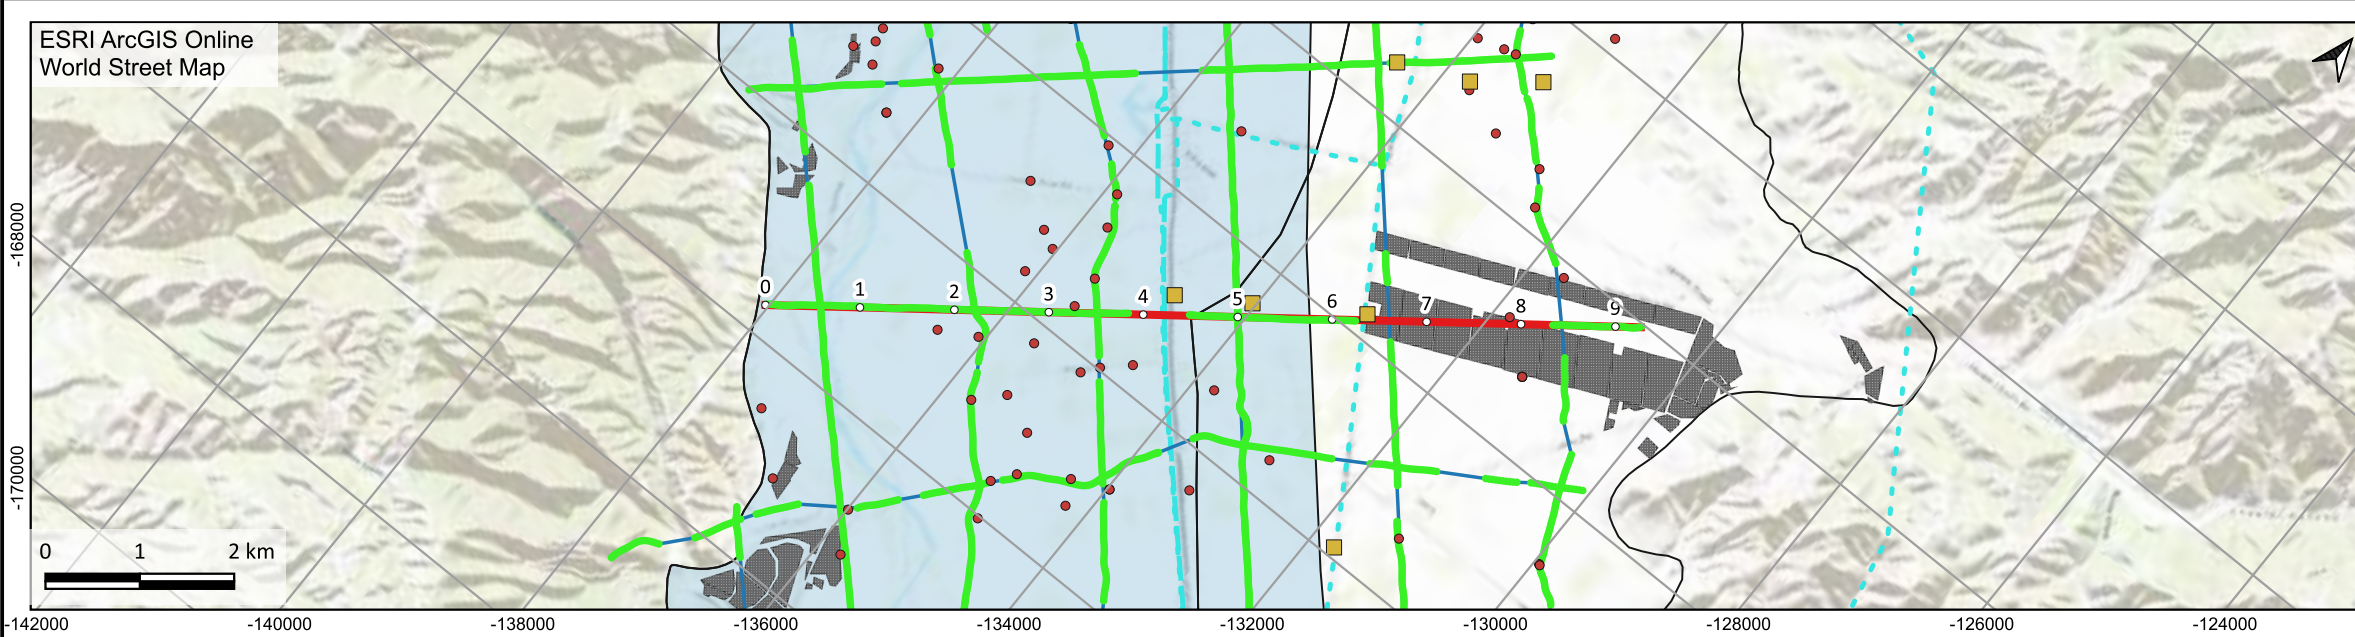 ESRI ArcGIS Online
World Street Map
-168000
-170000
0 1 2 3 4 5 6 7 8 9
0 1 2 km
-142000 -140000 -138000 -136000 -134000 -132000 -130000 -128000 -126000 -124000